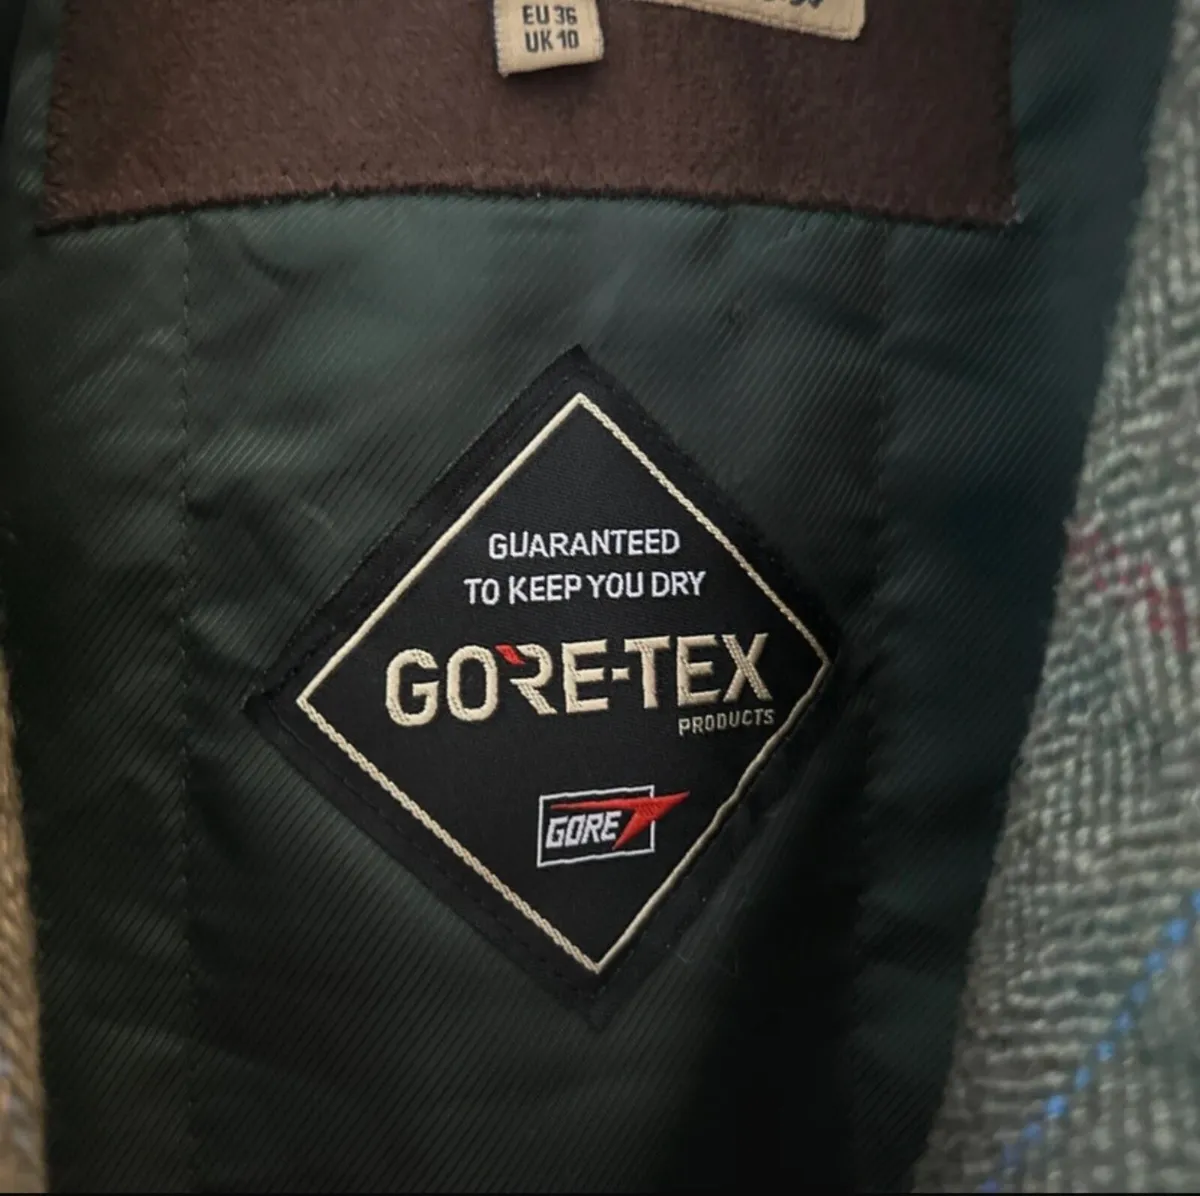 EU 36
UK 10
GUARANTEED
TO KEEP YOU DRY
GORE-TEX
PRODUCTS
GORE